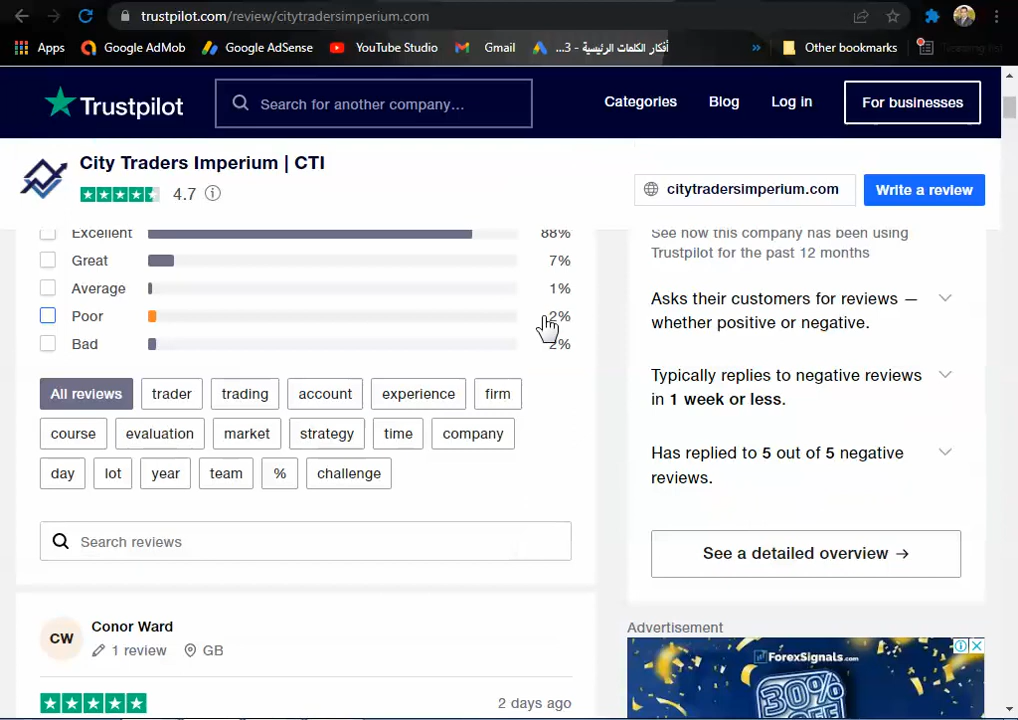 trustpilot.com/review/citytradersimperium.com
Apps Google AdMob Google AdSense YouTube Studio Gmail أفكار الكلمات الرئيسية - 3... » Other bookmarks
Trustpilot Search for another company... Categories Blog Log in For businesses
City Traders Imperium | CTI
4.7
citytradersimperium.com Write a review
Excellent 88%
Great 7%
Average 1%
Poor 2%
Bad 2%
All reviews trader trading account experience firm
course evaluation market strategy time company
day lot year team % challenge
Search reviews
Conor Ward
CW
1 review GB
2 days ago
See how this company has been using
Trustpilot for the past 12 months
Asks their customers for reviews —
whether positive or negative.
Typically replies to negative reviews
in 1 week or less.
Has replied to 5 out of 5 negative
reviews.
See a detailed overview →
Advertisement
ForexSignals.com
30%